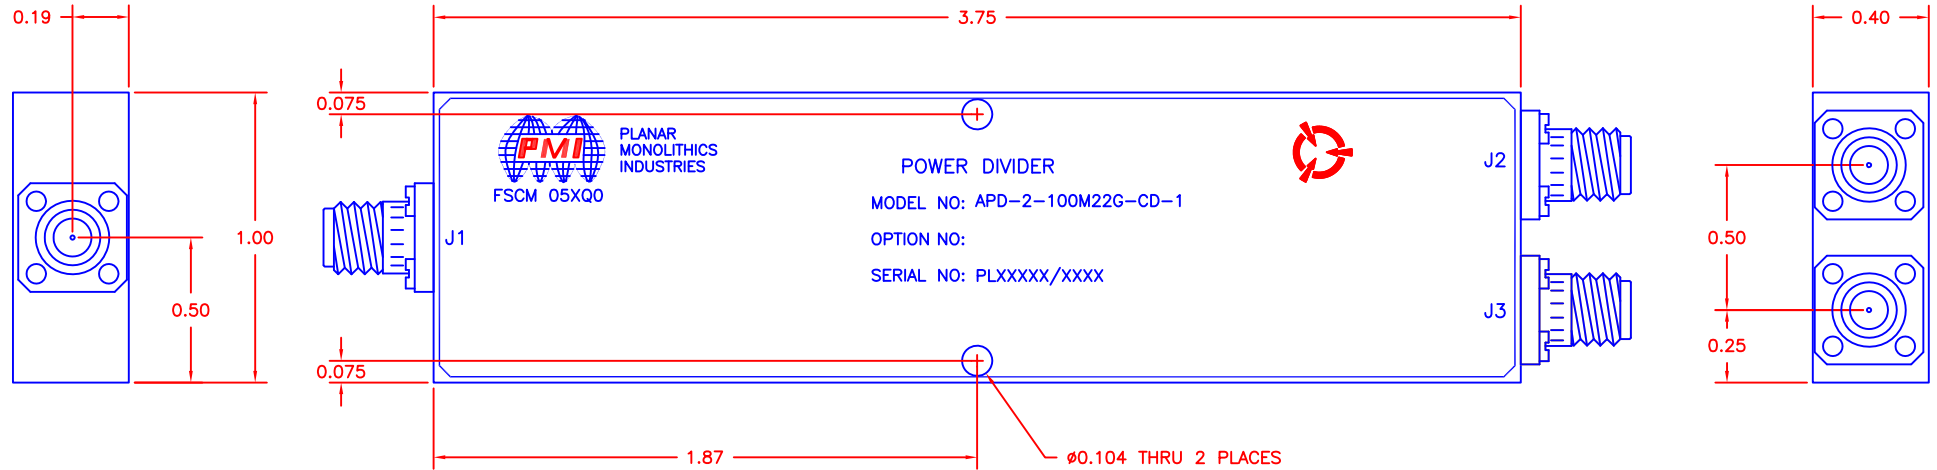 0.19
3.75
0.40
0.075
PMI
PLANAR
MONOLITHICS
INDUSTRIES
FSCM 05XQ0
POWER DIVIDER
MODEL NO: APD-2-100M22G-CD-1
OPTION NO:
SERIAL NO: PLXXXXX/XXXX
J1
J2
J3
1.00
0.50
0.50
0.25
0.075
1.87
ø0.104 THRU 2 PLACES